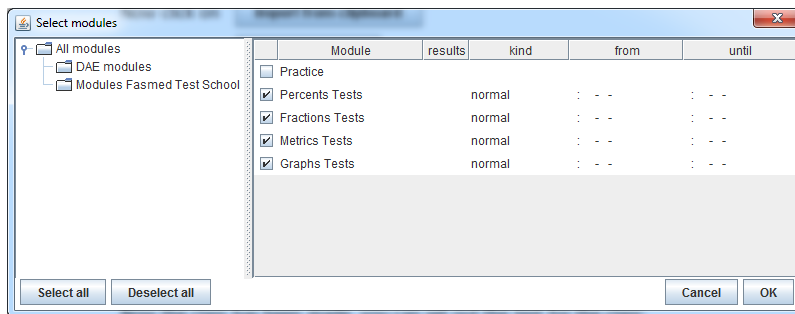 Select modules
All modules
DAE modules
Modules Fasmed Test School
Module results kind from until
Practice
Percents Tests normal : - - : - -
Fractions Tests normal : - - : - -
Metrics Tests normal : - - : - -
Graphs Tests normal : - - : - -
Select all Deselect all Cancel OK